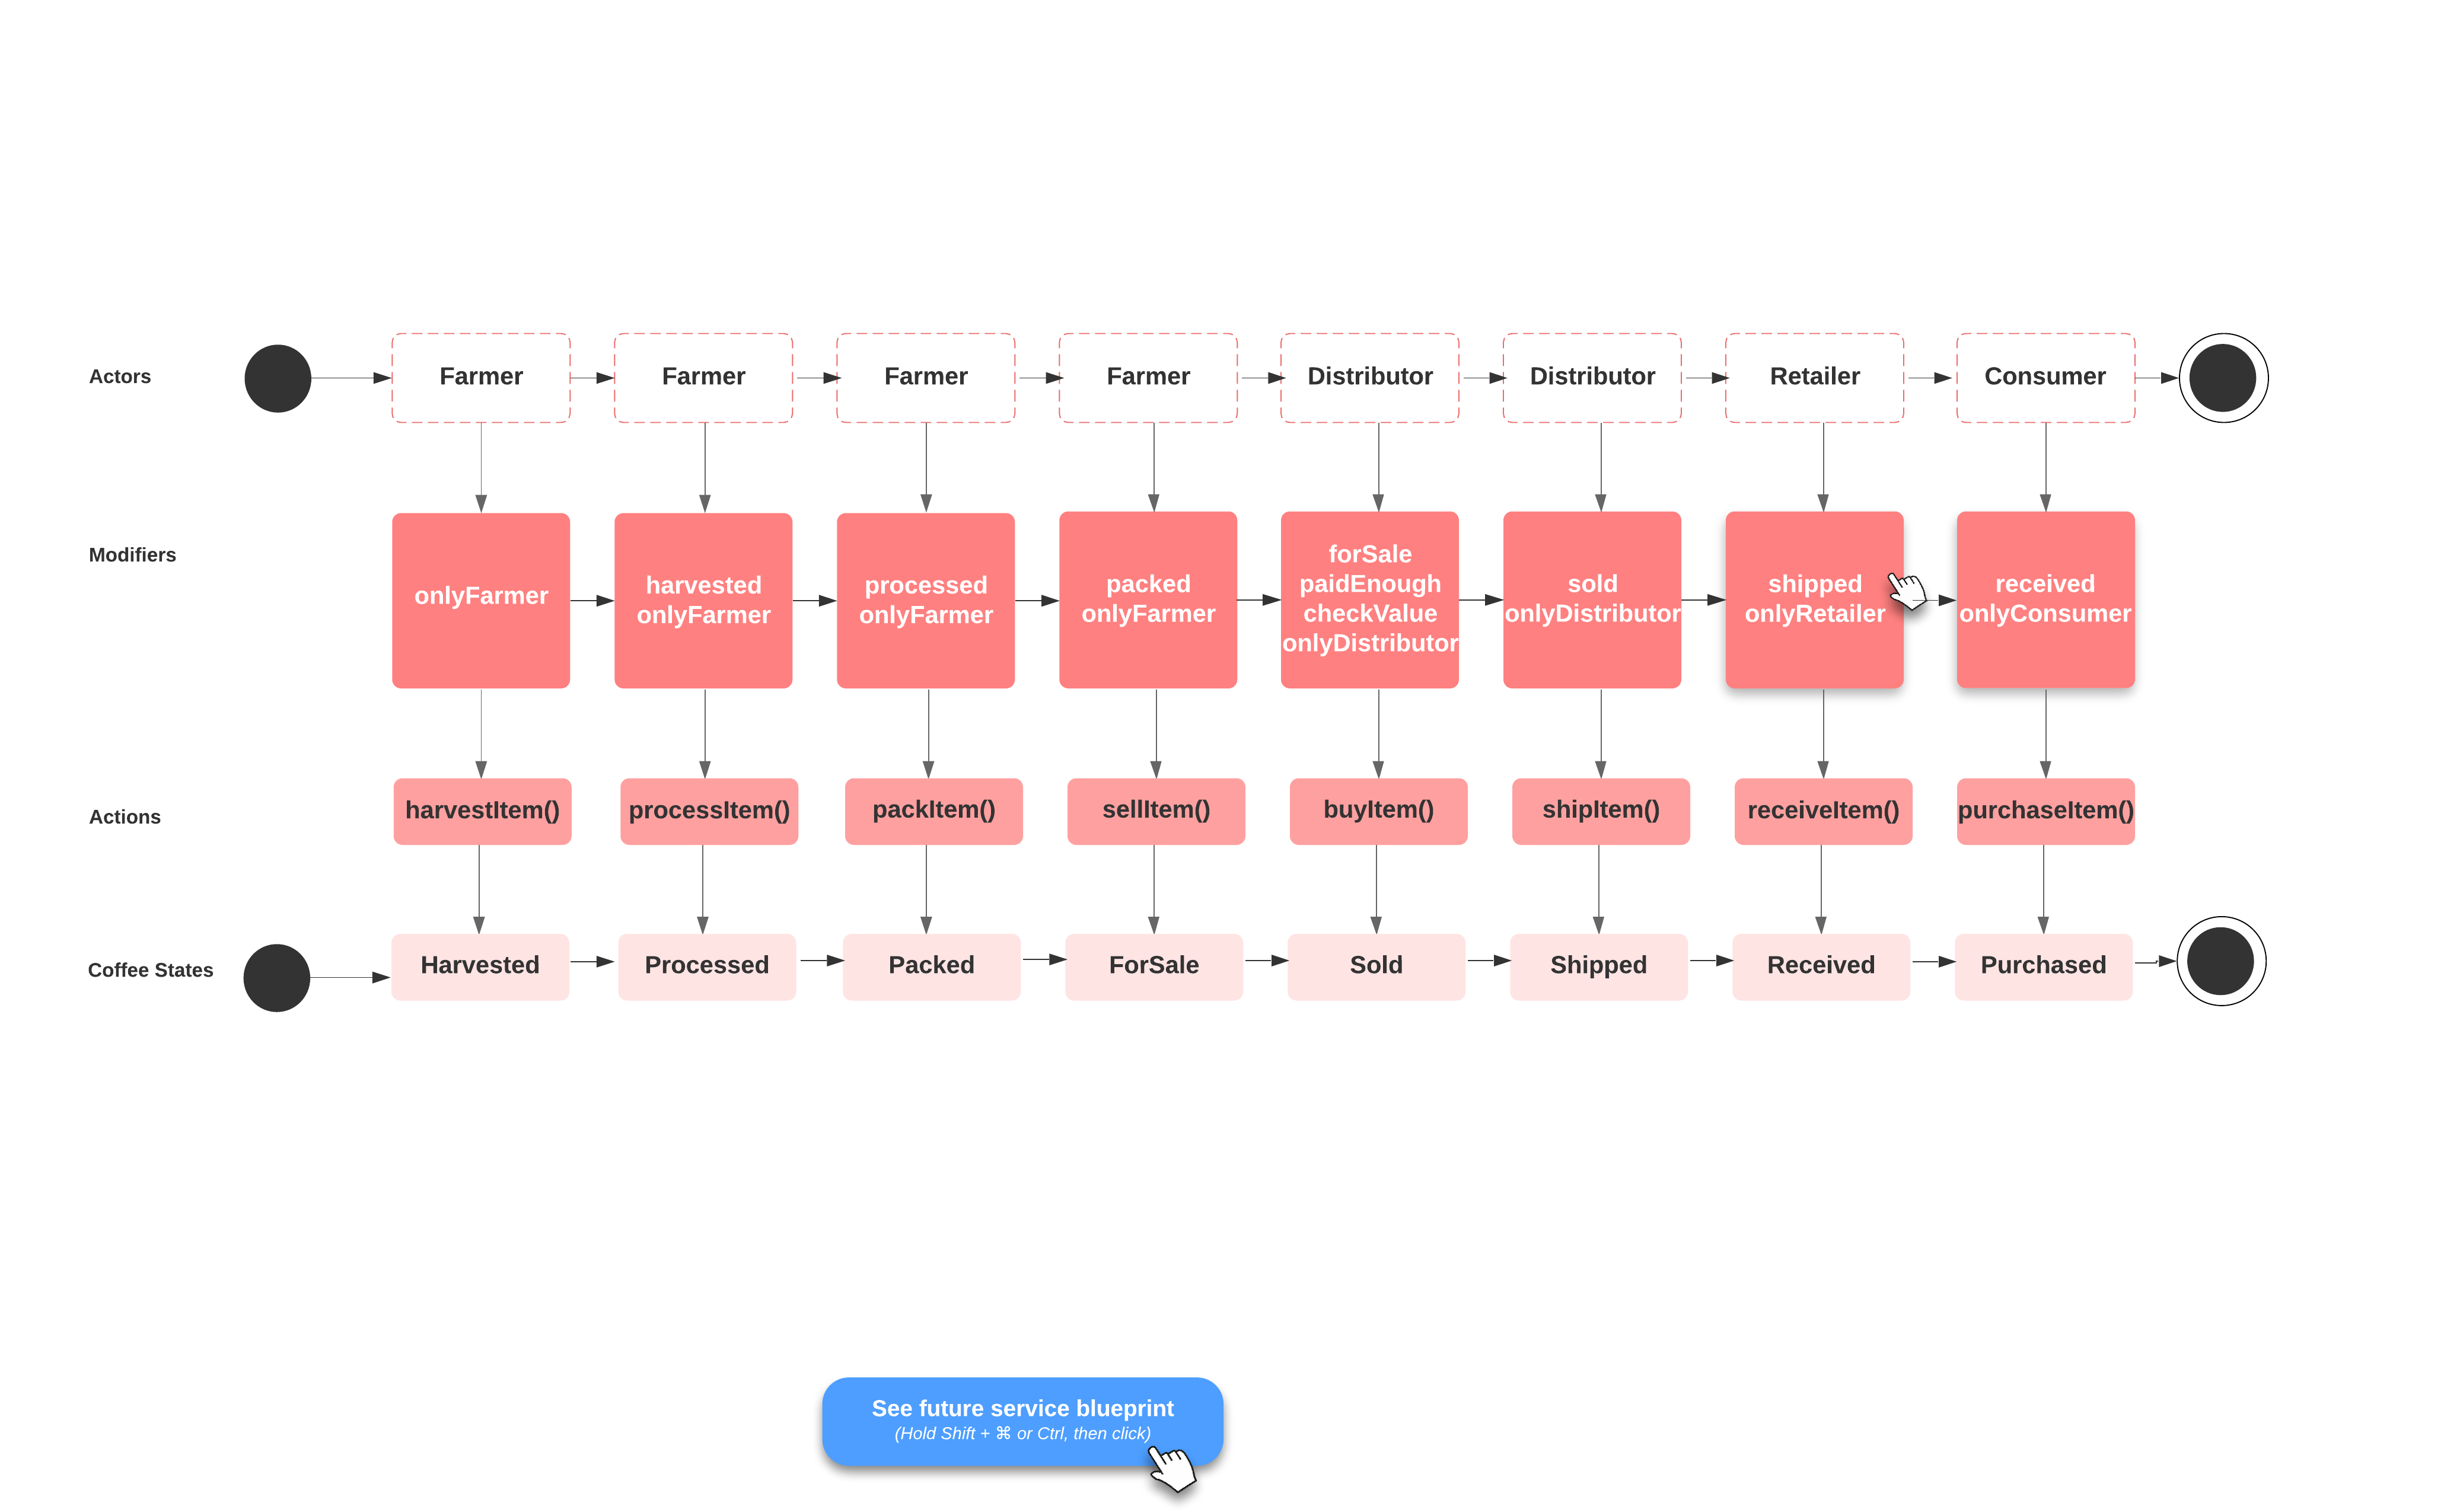 Actors
Farmer
Farmer
Farmer
Farmer
Distributor
Distributor
Retailer
Consumer
Modifiers
onlyFarmer
harvested
onlyFarmer
processed
onlyFarmer
packed
onlyFarmer
forSale
paidEnough
checkValue
onlyDistributor
sold
onlyDistributor
shipped
onlyRetailer
received
onlyConsumer
Actions
harvestItem()
processItem()
packItem()
sellItem()
buyItem()
shipItem()
receiveItem()
purchaseItem()
Coffee States
Harvested
Processed
Packed
ForSale
Sold
Shipped
Received
Purchased
See future service blueprint
(Hold Shift + ⌘ or Ctrl, then click)